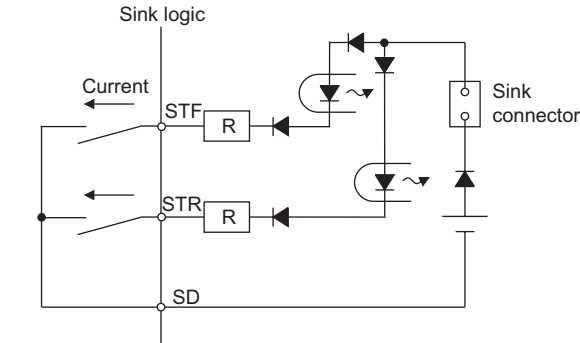 Sink logic
Current
STF
R
Sink
connector
STR
R
SD